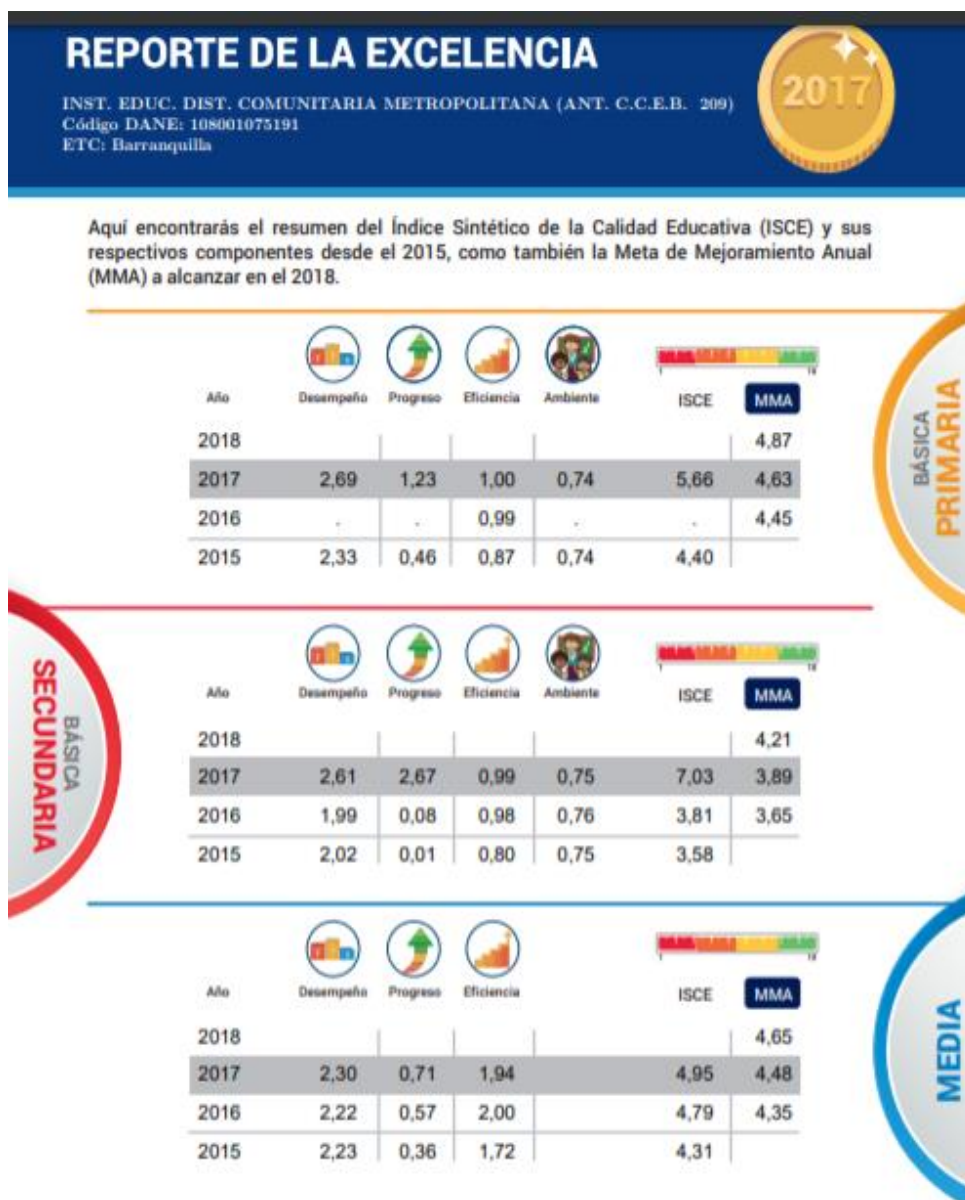 REPORTE DE LA EXCELENCIA
2017
INST. EDUC. DIST. COMUNITARIA METROPOLITANA (ANT. C.C.E.B. 209)
Código DANE: 108001075191
ETC: Barranquilla
Aquí encontrarás el resumen del Índice Sintético de la Calidad Educativa (ISCE) y sus
respectivos componentes desde el 2015, como también la Meta de Mejoramiento Anual
(MMA) a alcanzar en el 2018.
BÁSICA
PRIMARIA
Año Desempeño Progreso Eficiencia Ambiente ISCE MMA
2018 4,87
2017 2,69 1,23 1,00 0,74 5,66 4,63
2016 . . 0,99 . . 4,45
2015 2,33 0,46 0,87 0,74 4,40
BÁSICA
SECUNDARIA
Año Desempeño Progreso Eficiencia Ambiente ISCE MMA
2018 4,21
2017 2,61 2,67 0,99 0,75 7,03 3,89
2016 1,99 0,08 0,98 0,76 3,81 3,65
2015 2,02 0,01 0,80 0,75 3,58
MEDIA
Año Desempeño Progreso Eficiencia ISCE MMA
2018 4,65
2017 2,30 0,71 1,94 4,95 4,48
2016 2,22 0,57 2,00 4,79 4,35
2015 2,23 0,36 1,72 4,31